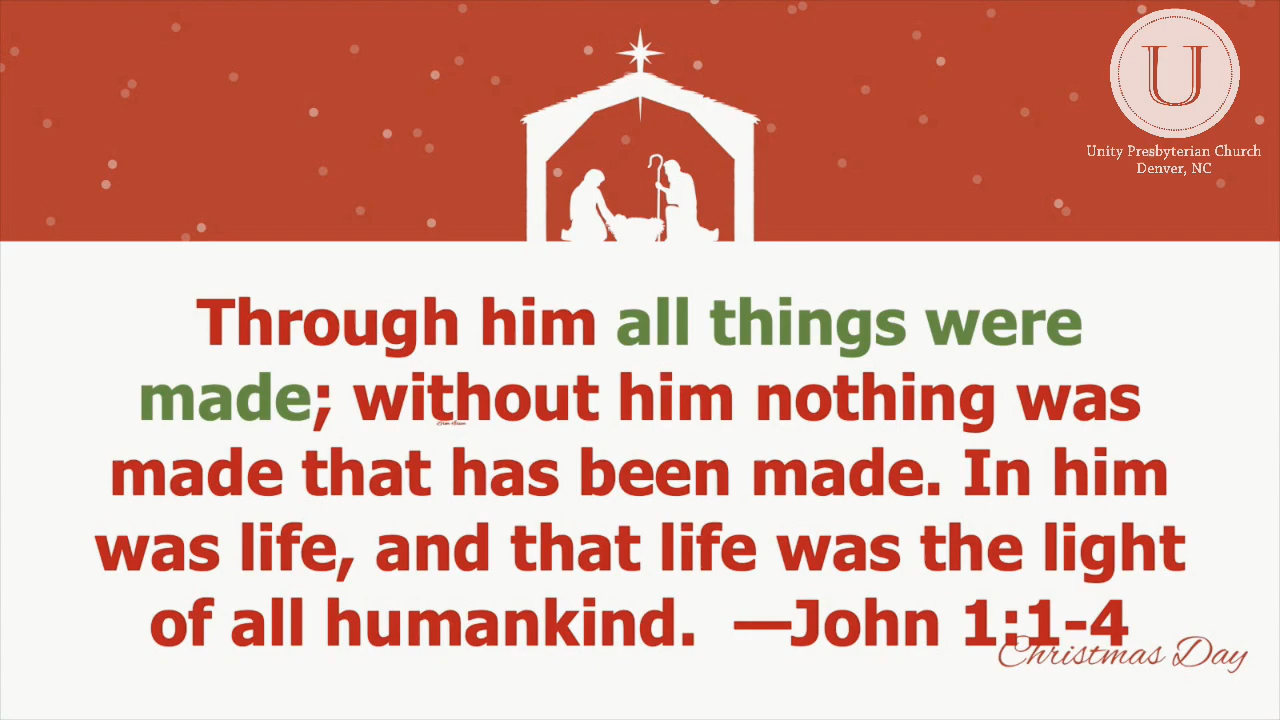 U
Unity Presbyterian Church
Denver, NC
Through him all things were
made; without him nothing was
made that has been made. In him
was life, and that life was the light
of all humankind.  —John 1:1-4
Christmas Day